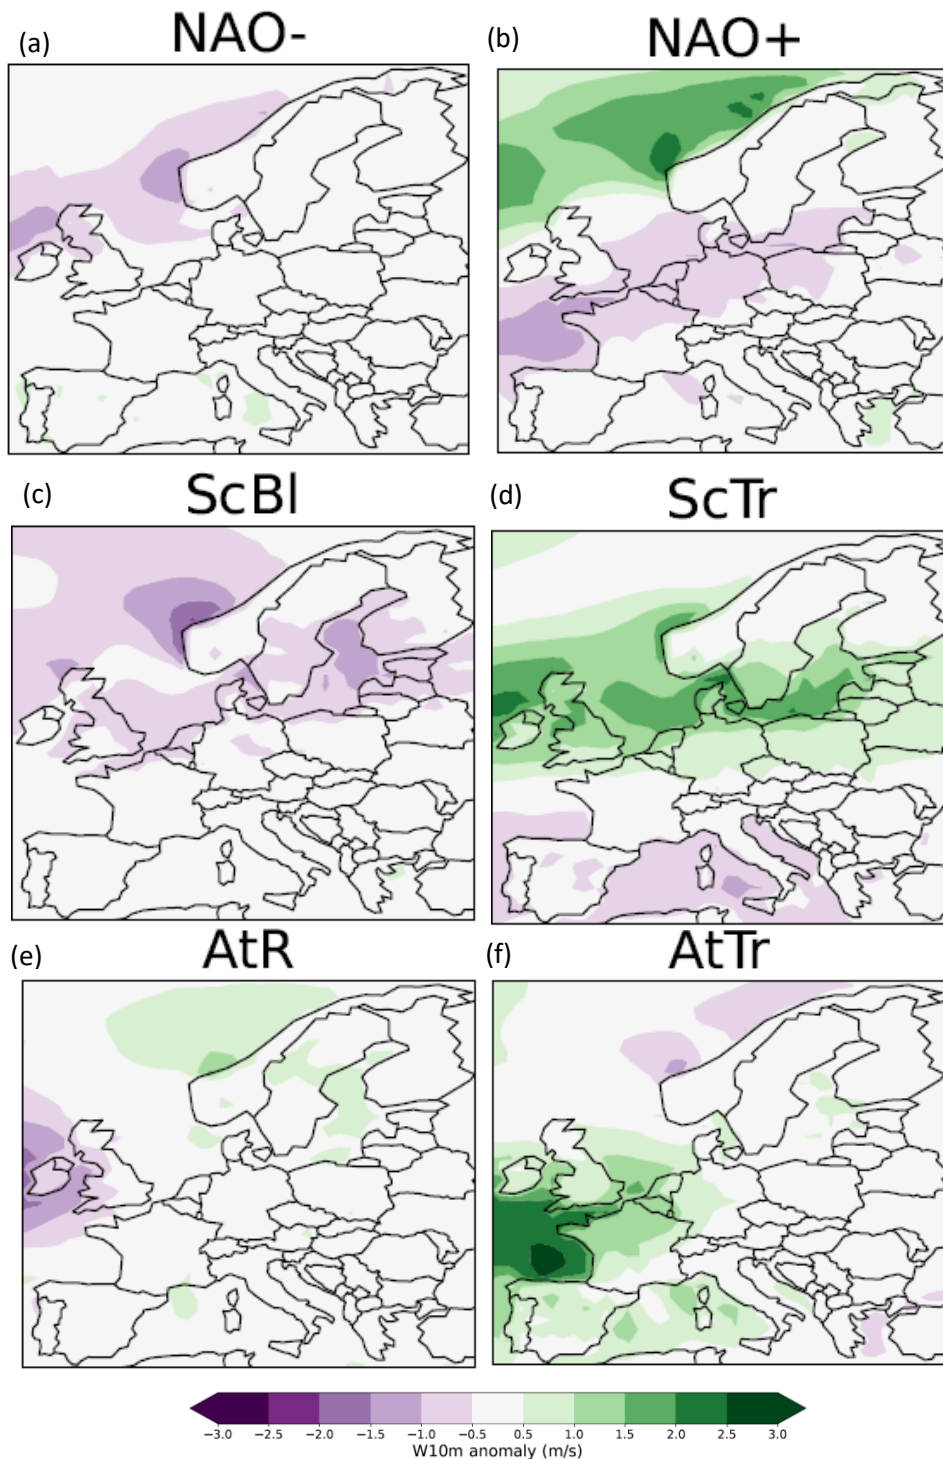 (a) NAO-
(b) NAO+
(c) ScBl
(d) ScTr
(e) AtR
(f) AtTr
−3.0 −2.5 −2.0 −1.5 −1.0 −0.5 0.5 1.0 1.5 2.0 2.5 3.0
W10m anomaly (m/s)